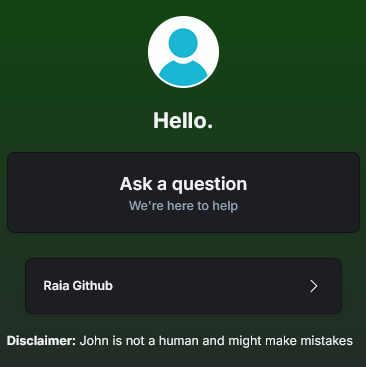 Hello.
Ask a question
We're here to help
Raia Github
Disclaimer: John is not a human and might make mistakes